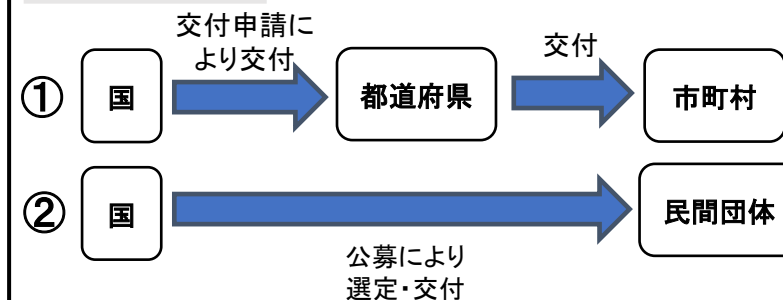 交付申請に
より交付
交付
① 国 都道府県 市町村
② 国 民間団体
公募により
選定・交付